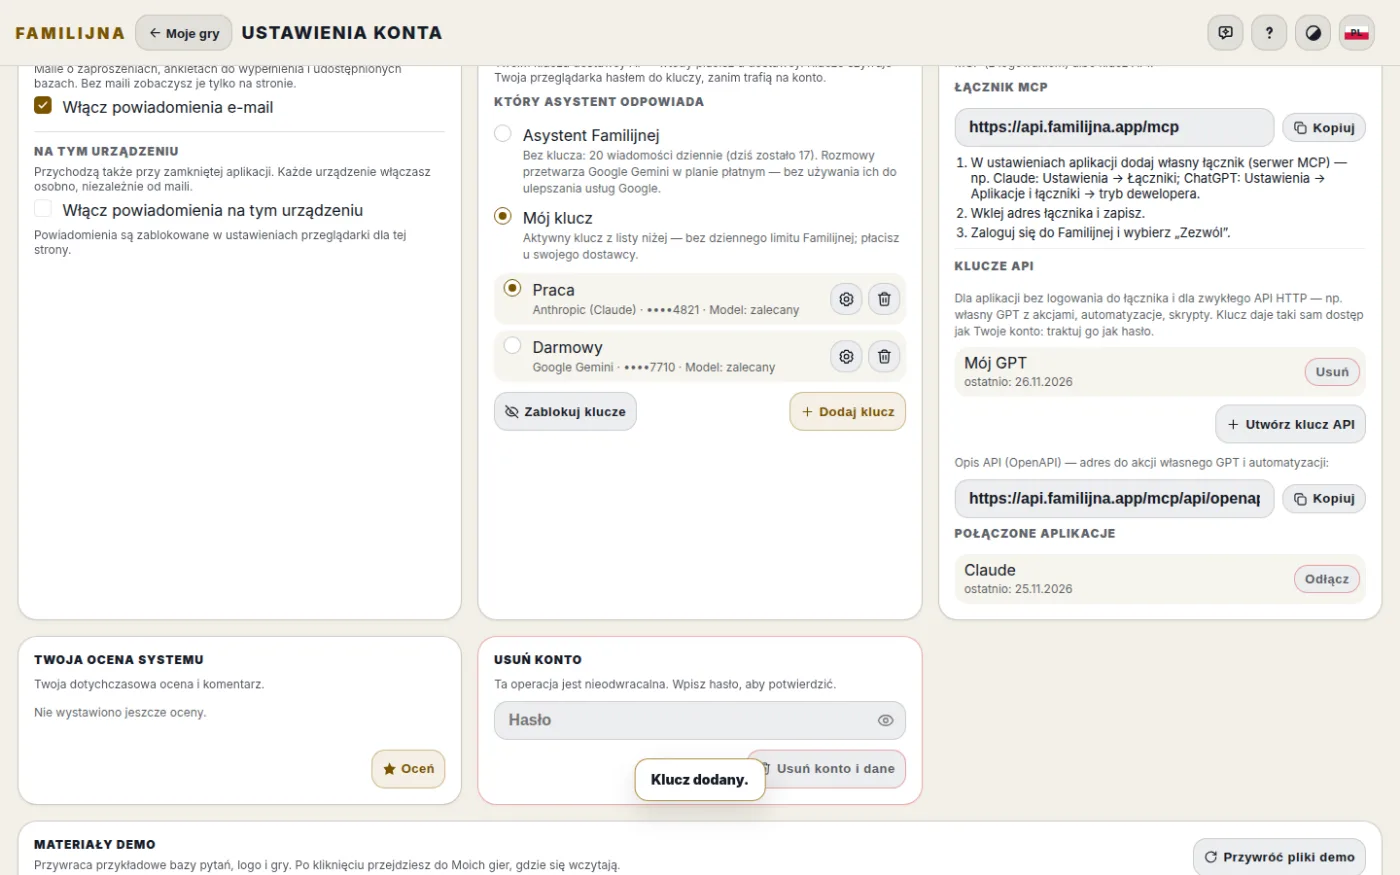 FAMILIJNA
← Moje gry
USTAWIENIA KONTA
?
PL
Maile o zaproszeniach, ankietach do wypełnienia i udostępnionych
bazach. Bez maili zobaczysz je tylko na stronie.
Włącz powiadomienia e-mail
NA TYM URZĄDZENIU
Przychodzą także przy zamkniętej aplikacji. Każde urządzenie włączasz
osobno, niezależnie od maili.
Włącz powiadomienia na tym urządzeniu
Powiadomienia są zablokowane w ustawieniach przeglądarki dla tej
strony.
Twoja przeglądarka hasłem do kluczy, zanim trafią na konto.
KTÓRY ASYSTENT ODPOWIADA
Asystent Familijnej
Bez klucza: 20 wiadomości dziennie (dziś zostało 17). Rozmowy
przetwarza Google Gemini w planie płatnym — bez używania ich do
ulepszania usług Google.
Mój klucz
Aktywny klucz z listy niżej — bez dziennego limitu Familijnej; płacisz
u swojego dostawcy.
Praca
Anthropic (Claude) · ••••4821 · Model: zalecany
Darmowy
Google Gemini · ••••7710 · Model: zalecany
Zablokuj klucze
+ Dodaj klucz
ŁĄCZNIK MCP
https://api.familijna.app/mcp
Kopiuj
1. W ustawieniach aplikacji dodaj własny łącznik (serwer MCP) —
np. Claude: Ustawienia → Łączniki; ChatGPT: Ustawienia →
Aplikacje i łączniki → tryb dewelopera.
2. Wklej adres łącznika i zapisz.
3. Zaloguj się do Familijnej i wybierz „Zezwól”.
KLUCZE API
Dla aplikacji bez logowania do łącznika i dla zwykłego API HTTP — np.
własny GPT z akcjami, automatyzacje, skrypty. Klucz daje taki sam dostęp
jak Twoje konto: traktuj go jak hasło.
Mój GPT
ostatnio: 26.11.2026
Usuń
+ Utwórz klucz API
Opis API (OpenAPI) — adres do akcji własnego GPT i automatyzacji:
https://api.familijna.app/mcp/api/openap
Kopiuj
POŁĄCZONE APLIKACJE
Claude
ostatnio: 25.11.2026
Odłącz
TWOJA OCENA SYSTEMU
Twoja dotychczasowa ocena i komentarz.
Nie wystawiono jeszcze oceny.
Oceń
USUŃ KONTO
Ta operacja jest nieodwracalna. Wpisz hasło, aby potwierdzić.
Hasło
Usuń konto i dane
Klucz dodany.
MATERIAŁY DEMO
Przywraca przykładowe bazy pytań, logo i gry. Po kliknięciu przejdziesz do Moich gier, gdzie się wczytają.
Przywróć pliki demo